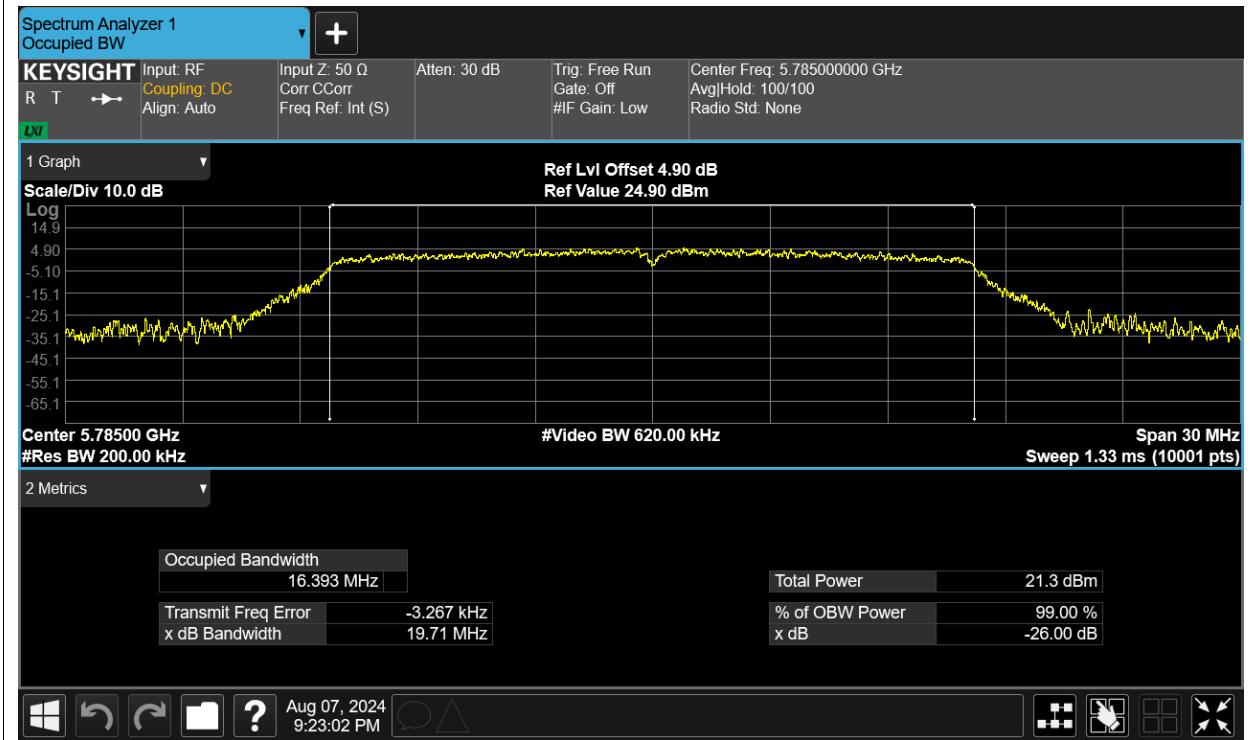 Spectrum Analyzer 1
Occupied BW
▼
+
KEYSIGHT
R T
LXI
Input: RF
Coupling: DC
Align: Auto
Input Z: 50 Ω
Corr CCorr
Freq Ref: Int (S)
Atten: 30 dB
Trig: Free Run
Gate: Off
#IF Gain: Low
Center Freq: 5.785000000 GHz
Avg|Hold: 100/100
Radio Std: None
1 Graph ▼
Ref Lvl Offset 4.90 dB
Scale/Div 10.0 dB
Ref Value 24.90 dBm
Log
14.9
4.90
-5.10
-15.1
-25.1
-35.1
-45.1
-55.1
-65.1
Center 5.78500 GHz
#Video BW 620.00 kHz
Span 30 MHz
#Res BW 200.00 kHz
Sweep 1.33 ms (10001 pts)
2 Metrics ▼
Occupied Bandwidth
16.393 MHz
Total Power 21.3 dBm
Transmit Freq Error -3.267 kHz
% of OBW Power 99.00 %
x dB Bandwidth 19.71 MHz
x dB -26.00 dB
?
Aug 07, 2024
9:23:02 PM